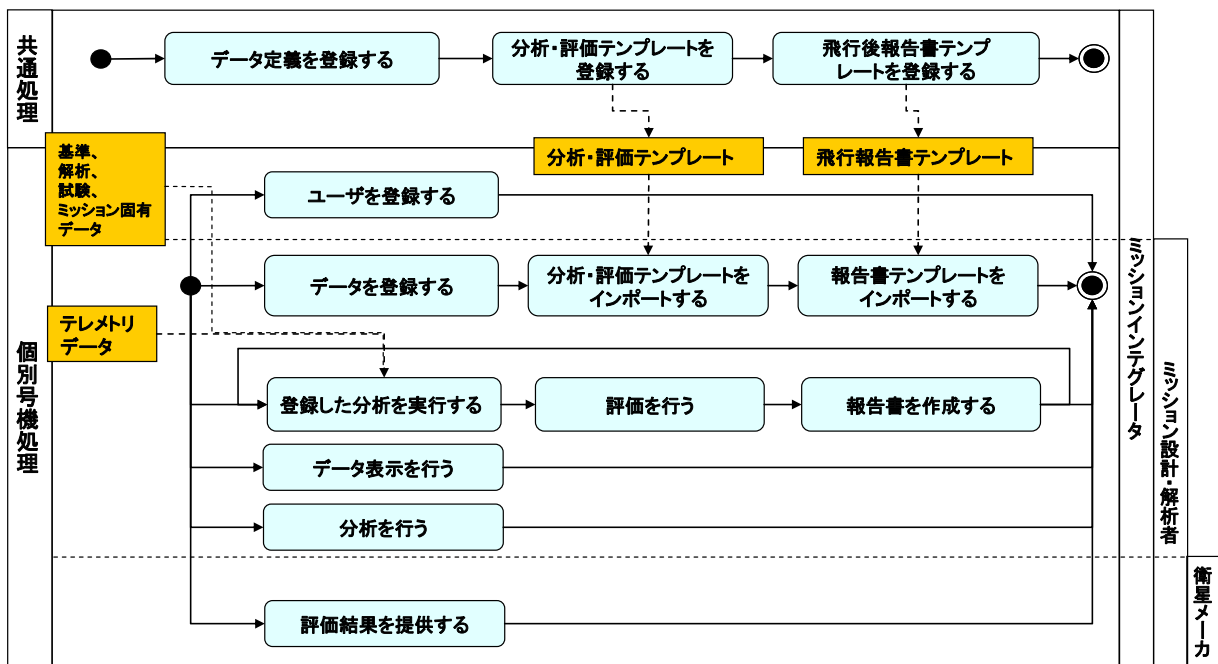 共通処理
データ定義を登録する
分析・評価テンプレートを
登録する
飛行後報告書テンプ
レートを登録する
基準、
解析、
試験、
ミッション固有
データ
分析・評価テンプレート
飛行報告書テンプレート
ユーザを登録する
個別号機処理
データを登録する
分析・評価テンプレートを
インポートする
報告書テンプレートを
インポートする
テレメトリ
データ
登録した分析を実行する
評価を行う
報告書を作成する
データ表示を行う
分析を行う
評価結果を提供する
ミッションインテグレータ
ミッション設計・解析者
衛星メーカ